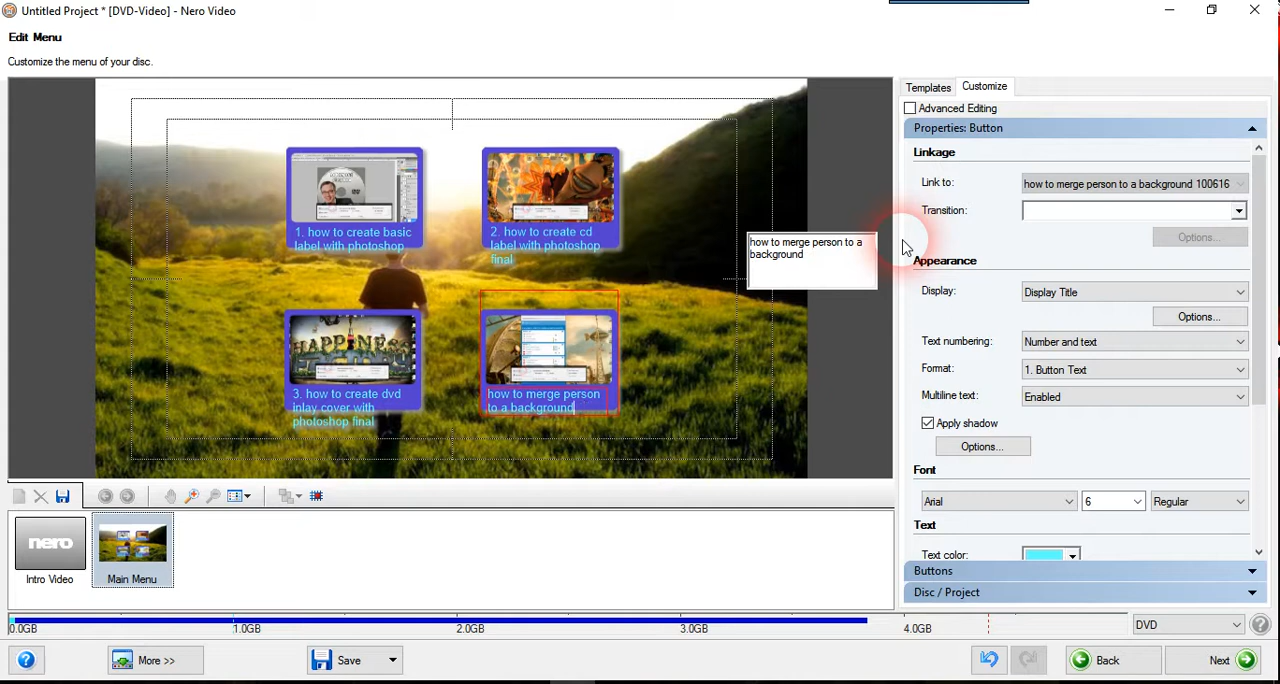 Untitled Project * [DVD-Video] - Nero Video
Edit Menu
Customize the menu of your disc.
Templates
Customize
Advanced Editing
Properties: Button
Linkage
Link to:
how to merge person to a background 100616
Transition:
Options...
Appearance
Display:
Display Title
Options...
Text numbering:
Number and text
Format:
1. Button Text
Multiline text:
Enabled
Apply shadow
Options...
Font
Arial
6
Regular
Text
Text color:
Buttons
Disc / Project
1. how to create basic
label with photoshop
2. how to create cd
label with photoshop
final
how to merge person to a
background
HAPPINESS
3. how to create dvd
inlay cover with
photoshop final
how to merge person
to a background
nero
Intro Video
Main Menu
0.0GB
1.0GB
2.0GB
3.0GB
4.0GB
DVD
More >>
Save
Back
Next